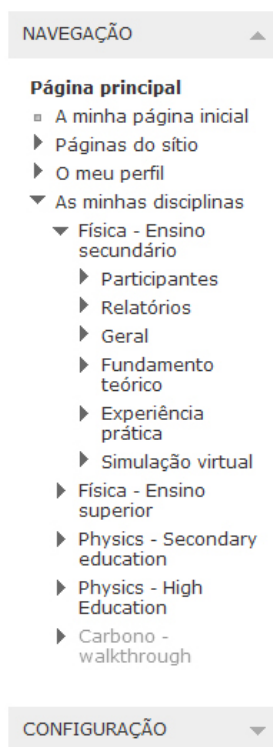 NAVEGAÇÃO
Página principal
A minha página inicial
Páginas do sítio
O meu perfil
As minhas disciplinas
Física - Ensino
secundário
Participantes
Relatórios
Geral
Fundamento
teórico
Experiência
prática
Simulação virtual
Física - Ensino
superior
Physics - Secondary
education
Physics - High
Education
Carbono -
walkthrough
CONFIGURAÇÃO